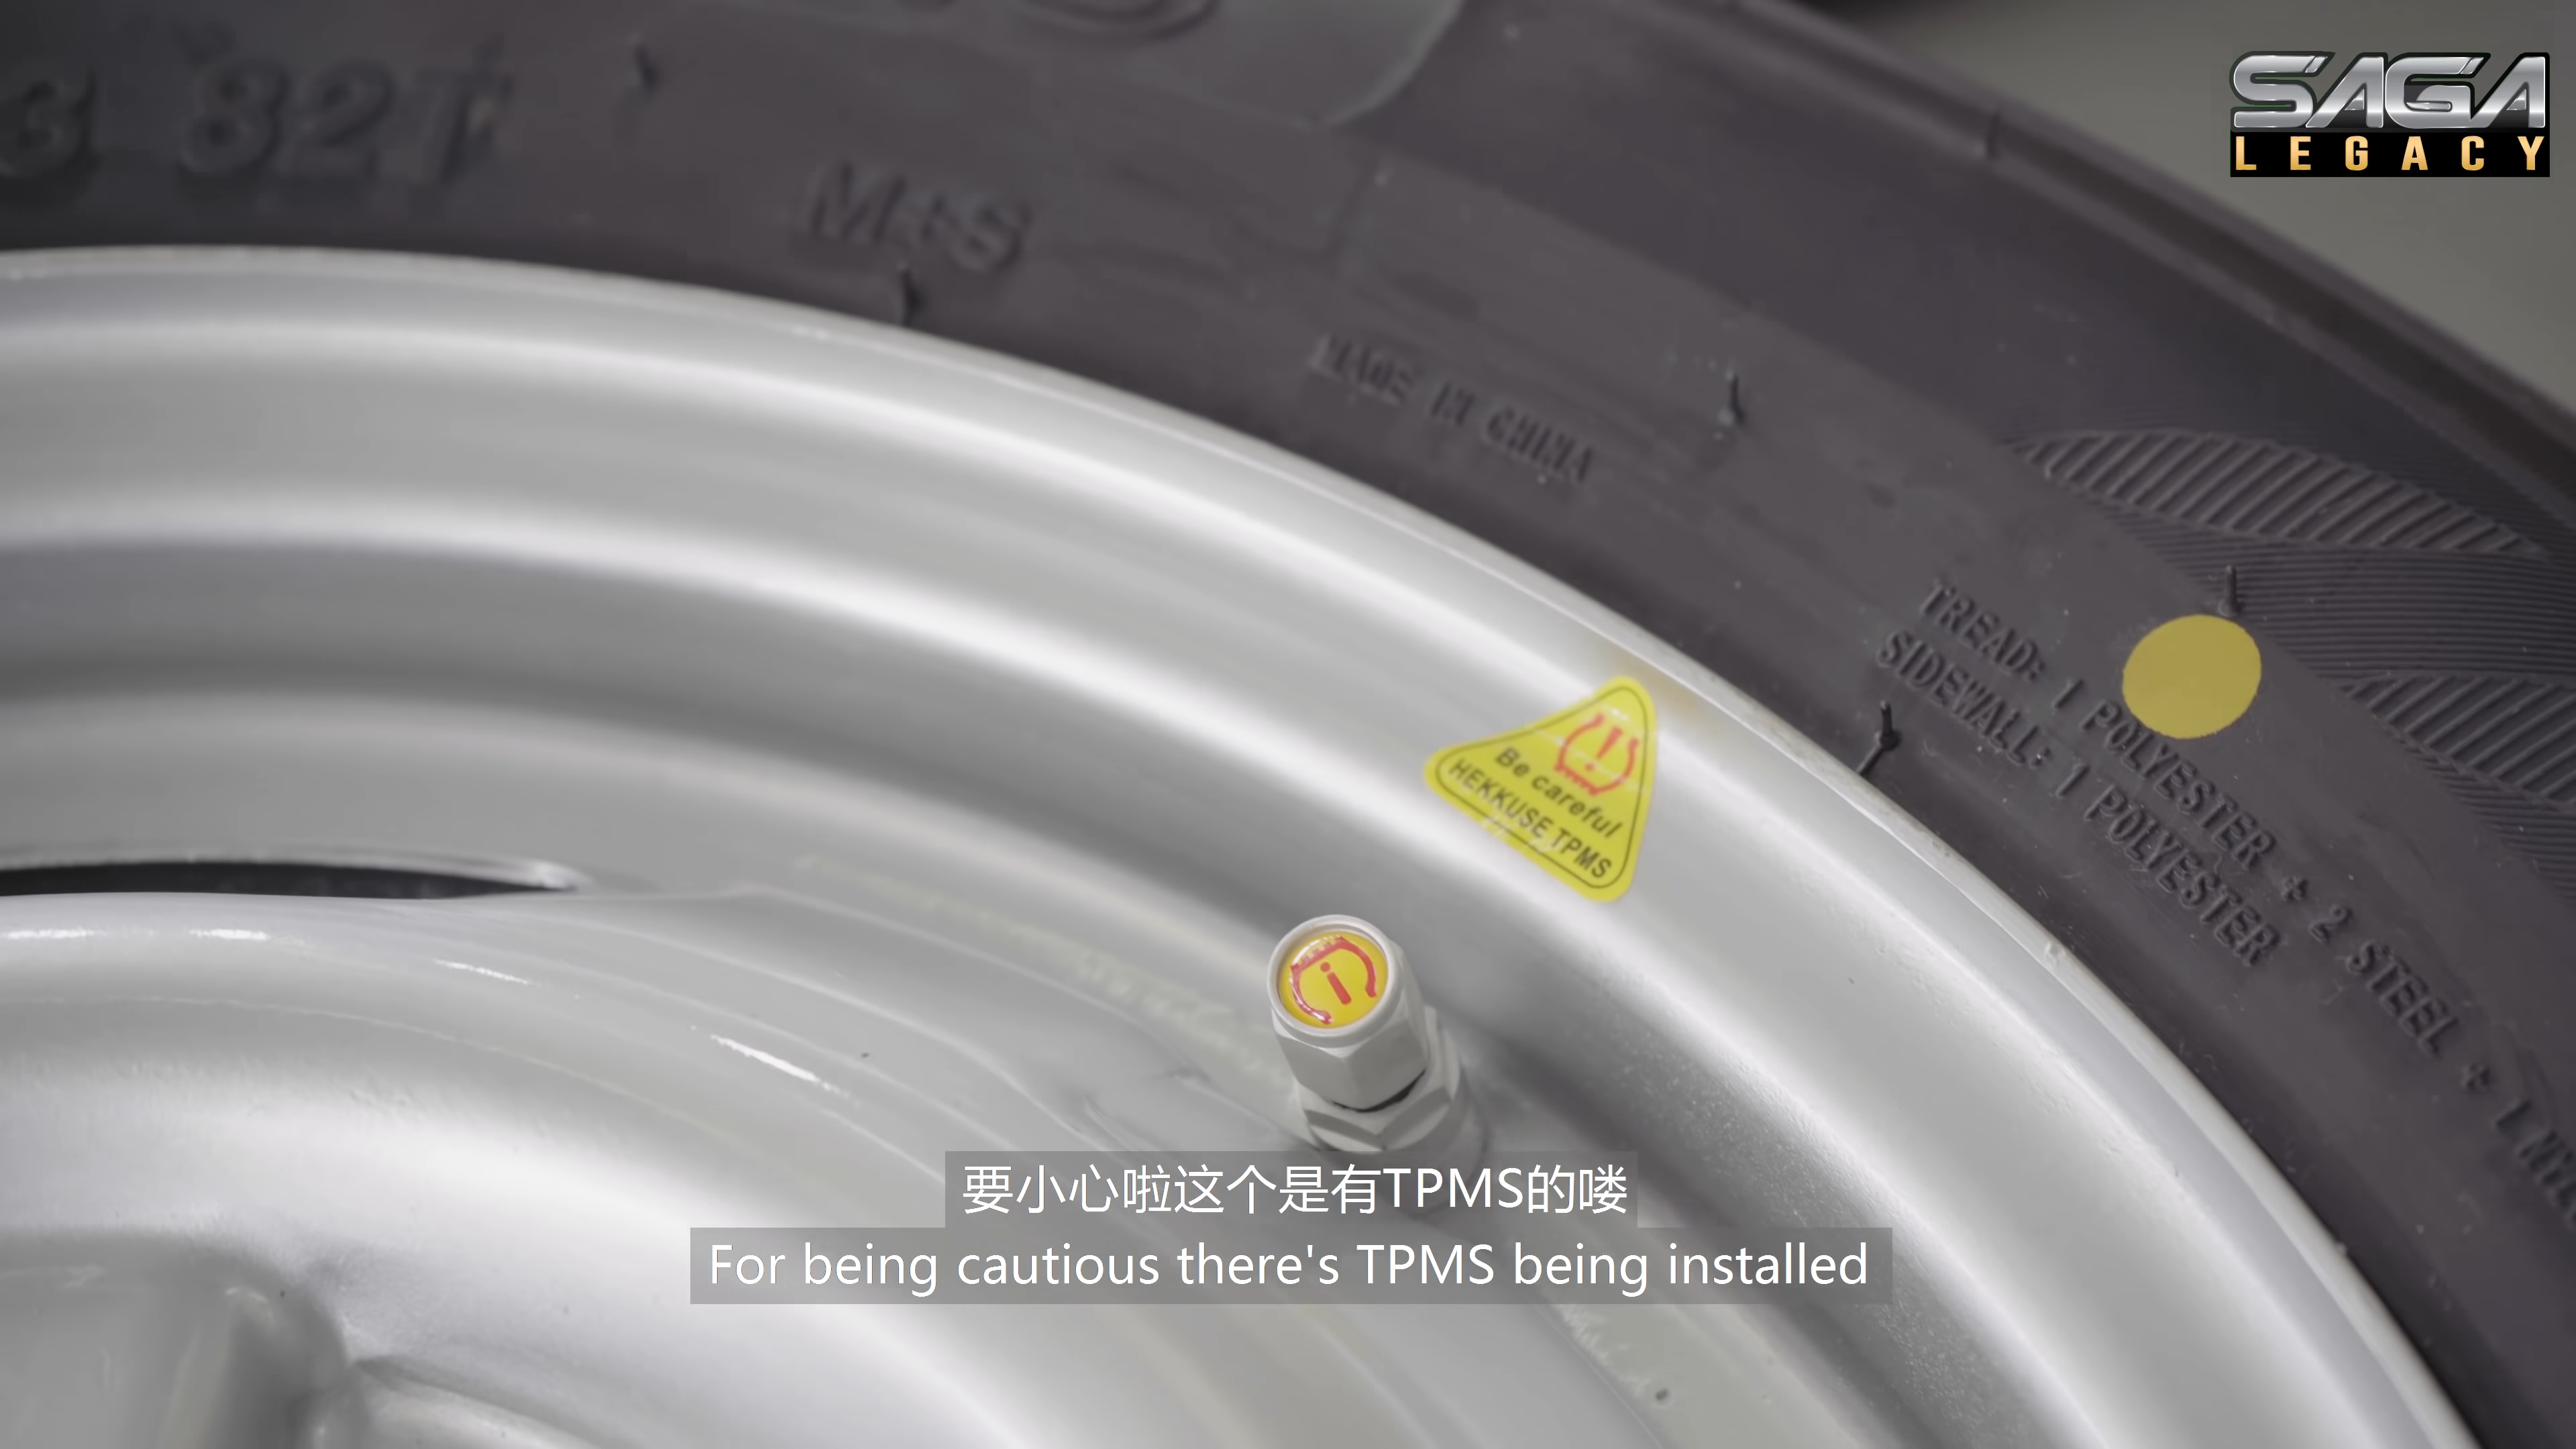 SAGA
LEGACY
3 82T
M+S
MADE IN CHINA
TREAD: 1 POLYESTER + 2 STEEL + 1
SIDEWALL: 1 POLYESTER
Be careful
HEKKUSE TPMS
要小心啦这个是有TPMS的喽
For being cautious there's TPMS being installed